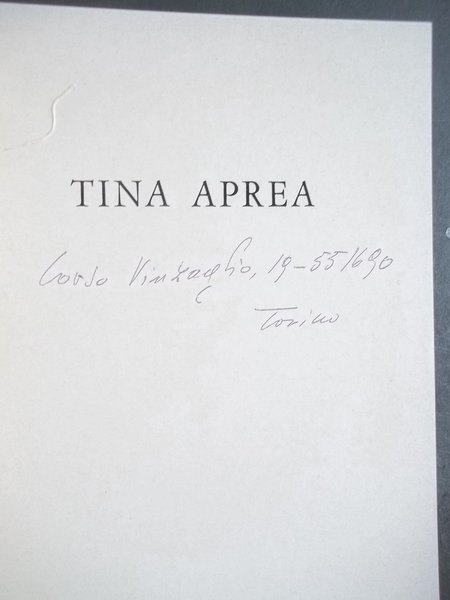 TINA APREA
Corso Vinzaglio, 19 - 551690
Torino